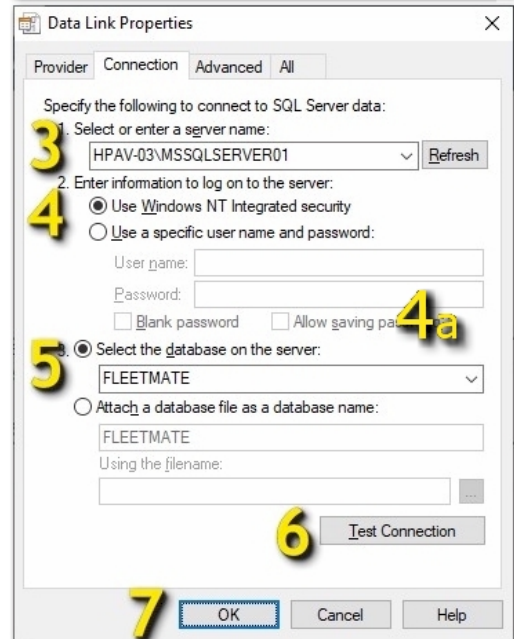 Data Link Properties
Provider Connection Advanced All
Specify the following to connect to SQL Server data:
3 1. Select or enter a server name:
HPAV-03\MSSQLSERVER01 Refresh
2. Enter information to log on to the server:
4 Use Windows NT Integrated security
Use a specific user name and password:
User name:
Password:
Blank password Allow saving 4a
5 3. Select the database on the server:
FLEETMATE
Attach a database file as a database name:
FLEETMATE
Using the filename:
...
6 Test Connection
7 OK Cancel Help